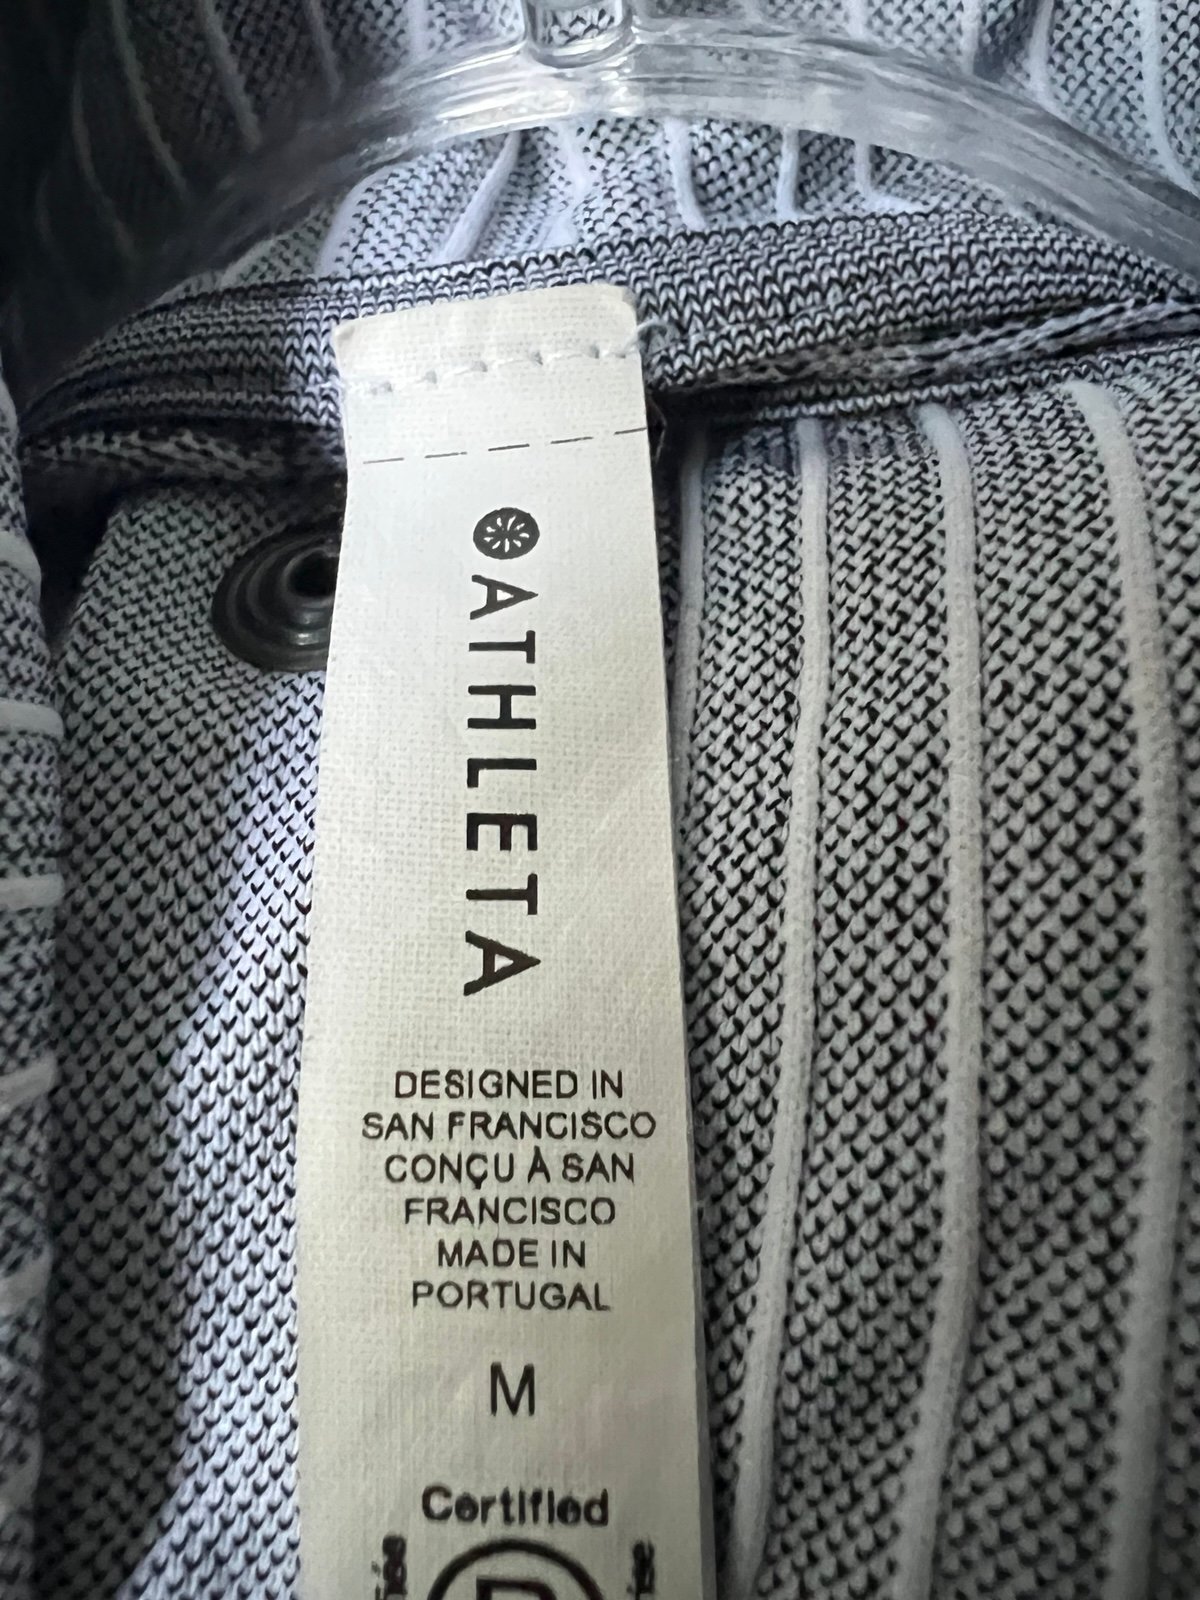 ATHLETA
DESIGNED IN
SAN FRANCISCO
CONÇU À SAN
FRANCISCO
MADE IN
PORTUGAL
M
Certified